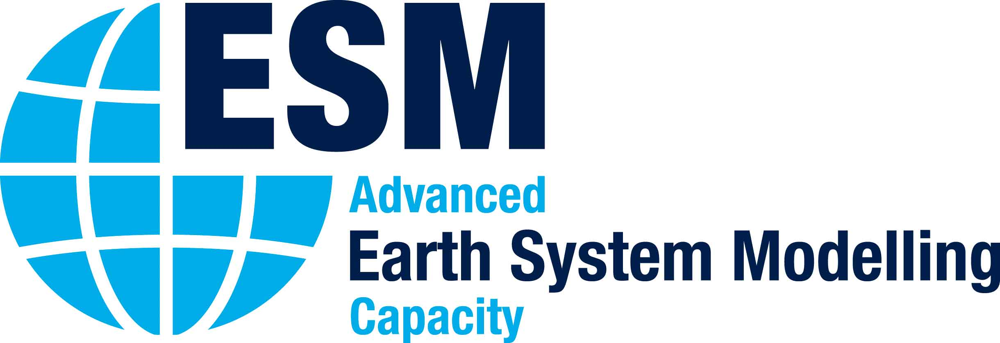 ESM
Advanced
Earth System Modelling
Capacity